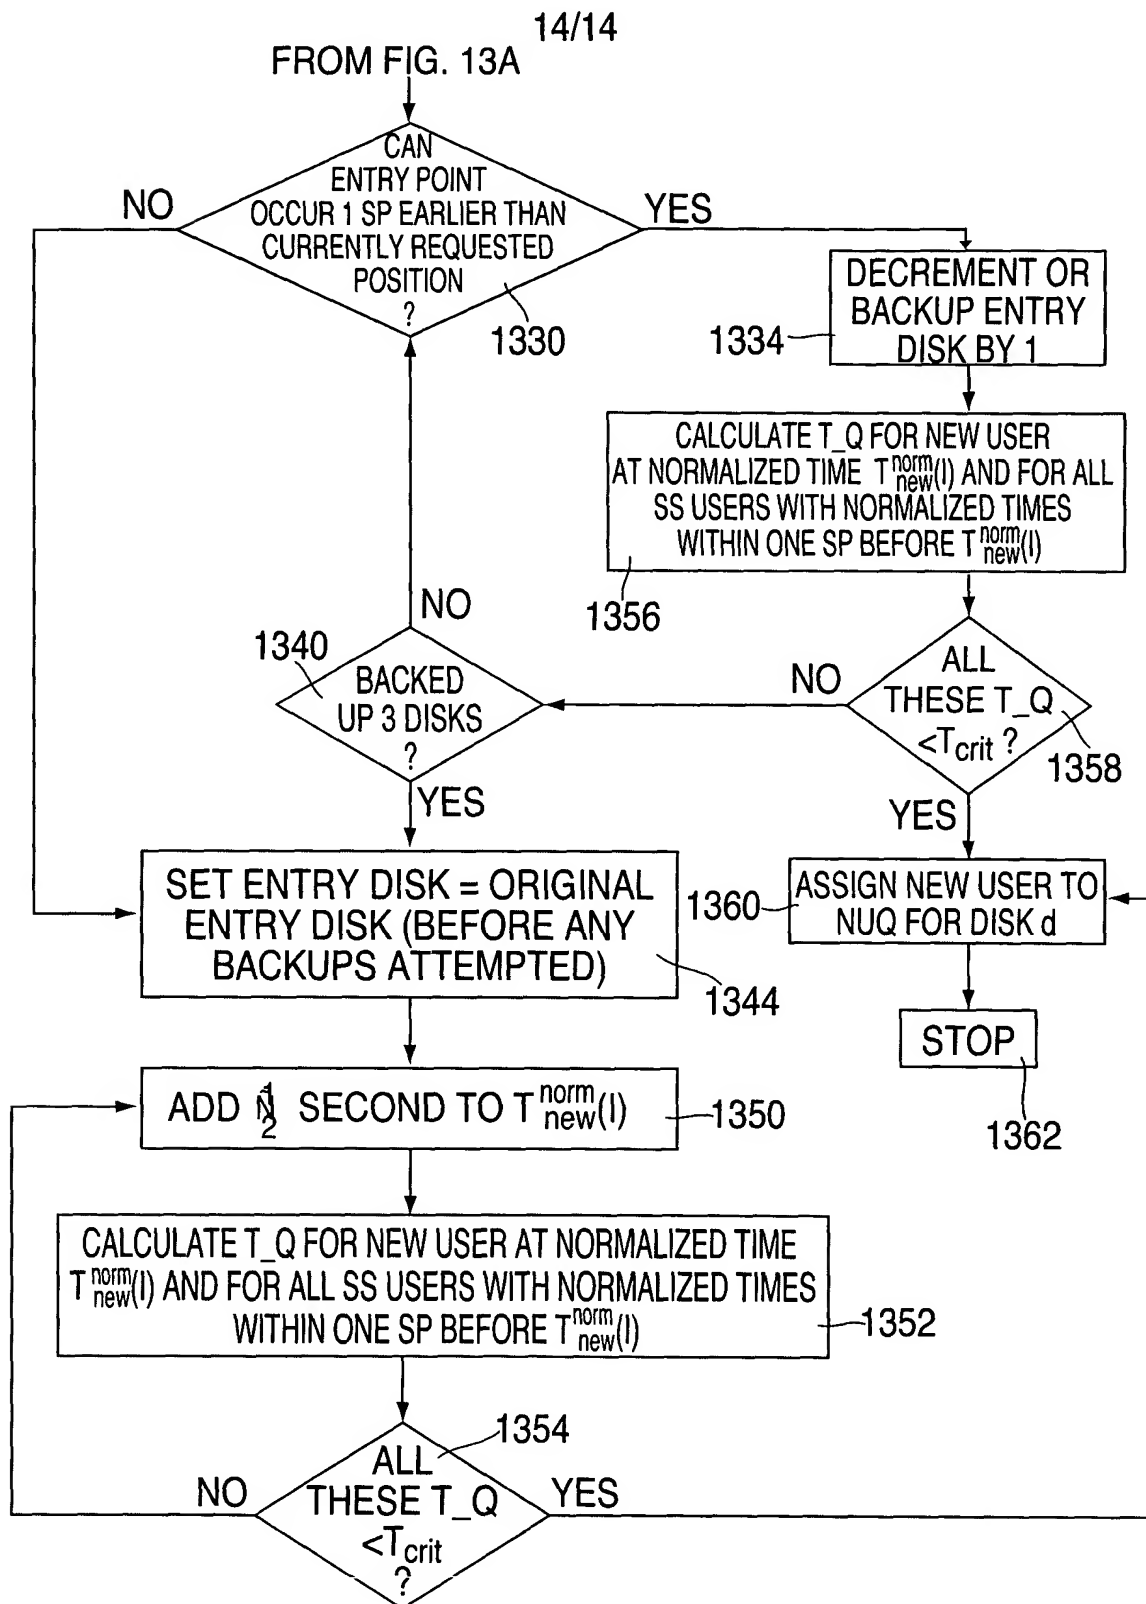 14/14
FROM FIG. 13A
CAN
ENTRY POINT
OCCUR 1 SP EARLIER THAN
CURRENTLY REQUESTED
POSITION
?
NO
YES
1330
DECREMENT OR
BACKUP ENTRY
DISK BY 1
1334
CALCULATE T_Q FOR NEW USER
AT NORMALIZED TIME T norm new (I) AND FOR ALL
SS USERS WITH NORMALIZED TIMES
WITHIN ONE SP BEFORE T norm new (I)
1356
ALL
THESE T_Q
<Tcrit ?
1358
NO
YES
1340
BACKED
UP 3 DISKS
?
NO
YES
SET ENTRY DISK = ORIGINAL
ENTRY DISK (BEFORE ANY
BACKUPS ATTEMPTED)
1344
ASSIGN NEW USER TO
NUQ FOR DISK d
1360
STOP
1362
ADD SECOND TO T norm new (I)
1350
CALCULATE T_Q FOR NEW USER AT NORMALIZED TIME
T norm new (I) AND FOR ALL SS USERS WITH NORMALIZED TIMES
WITHIN ONE SP BEFORE T norm new (I)
1352
1354
ALL
THESE T_Q
<Tcrit
?
NO
YES